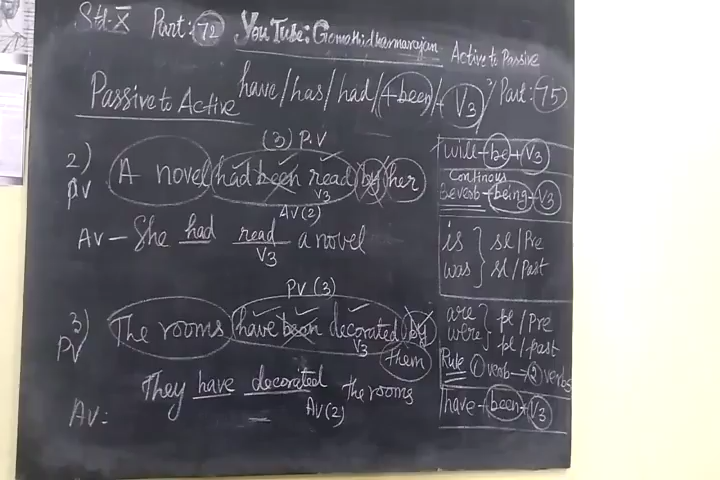 Std-X Part:72 YouTube: Gomathidharmarajan
Active to Passive
Part:75
Passive to Active
have/has/had/+been/+V3
2)
(3) P.V
PV A novel had been read by her
V3
AV(2)
AV – She had read a novel
V3
3)
PV (3)
PV The rooms have been decorated by them
V3
They have decorated the rooms
AV(2)
AV:
will+be+V3
Continous
Beverb+being+V3
is } sl/Pre
was } sl/Past
are } pl/Pre
were } pl/past
Rule 1 verb → 2 verbs
have+been+V3